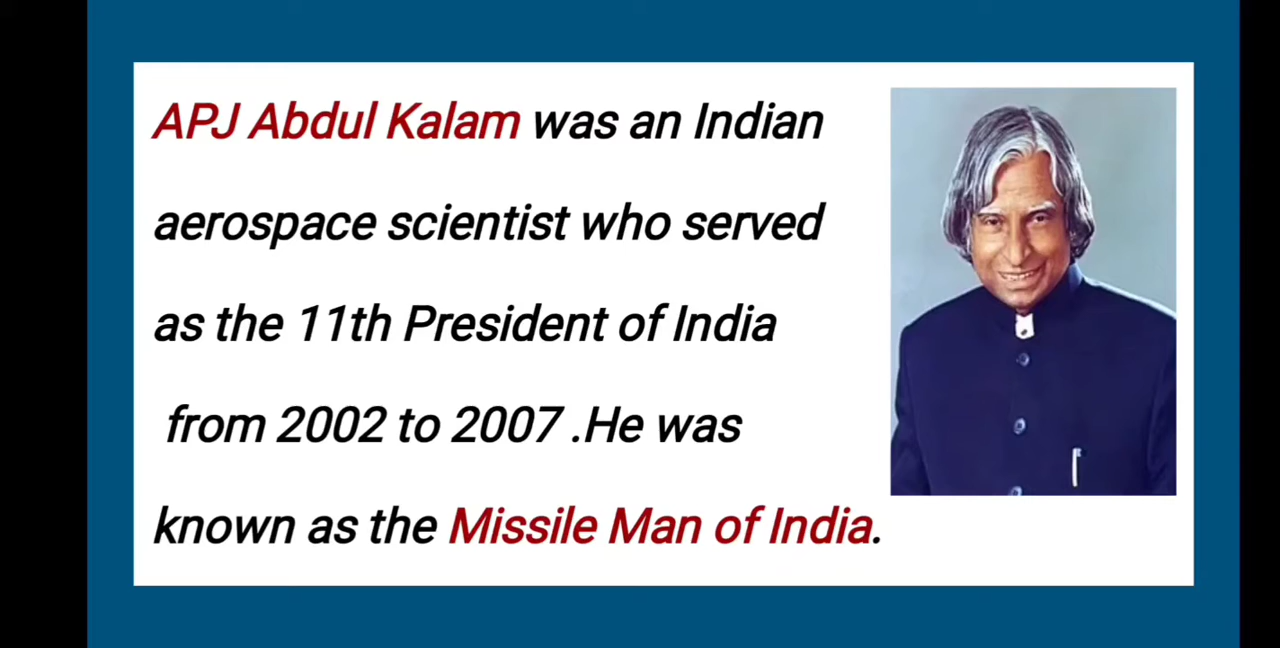 APJ Abdul Kalam was an Indian
aerospace scientist who served
as the 11th President of India
from 2002 to 2007 .He was
known as the Missile Man of India.